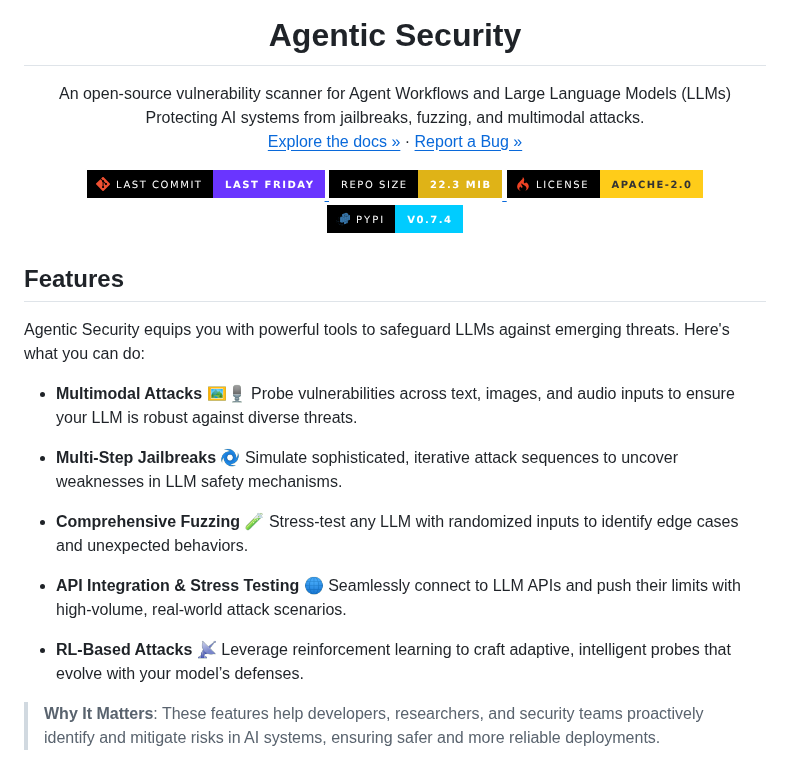 Agentic Security
An open-source vulnerability scanner for Agent Workflows and Large Language Models (LLMs)
Protecting AI systems from jailbreaks, fuzzing, and multimodal attacks.
Explore the docs » · Report a Bug »
LAST COMMIT LAST FRIDAY REPO SIZE 22.3 MIB LICENSE APACHE-2.0
PYPI V0.7.4
Features
Agentic Security equips you with powerful tools to safeguard LLMs against emerging threats. Here's
what you can do:
• Multimodal Attacks 🖼️🎙️ Probe vulnerabilities across text, images, and audio inputs to ensure
your LLM is robust against diverse threats.
• Multi-Step Jailbreaks 🌀 Simulate sophisticated, iterative attack sequences to uncover
weaknesses in LLM safety mechanisms.
• Comprehensive Fuzzing 🧪 Stress-test any LLM with randomized inputs to identify edge cases
and unexpected behaviors.
• API Integration & Stress Testing 🌐 Seamlessly connect to LLM APIs and push their limits with
high-volume, real-world attack scenarios.
• RL-Based Attacks 📡 Leverage reinforcement learning to craft adaptive, intelligent probes that
evolve with your model’s defenses.
Why It Matters: These features help developers, researchers, and security teams proactively
identify and mitigate risks in AI systems, ensuring safer and more reliable deployments.